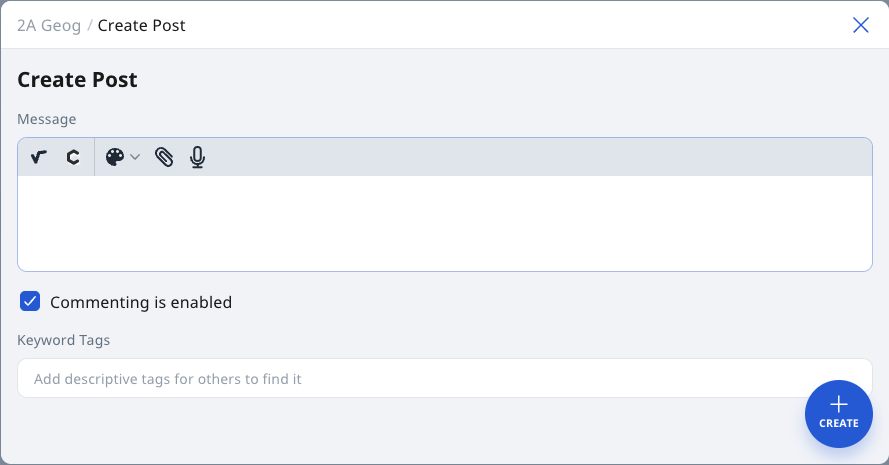 2A Geog / Create Post
Create Post
Message
Commenting is enabled
Keyword Tags
Add descriptive tags for others to find it
CREATE